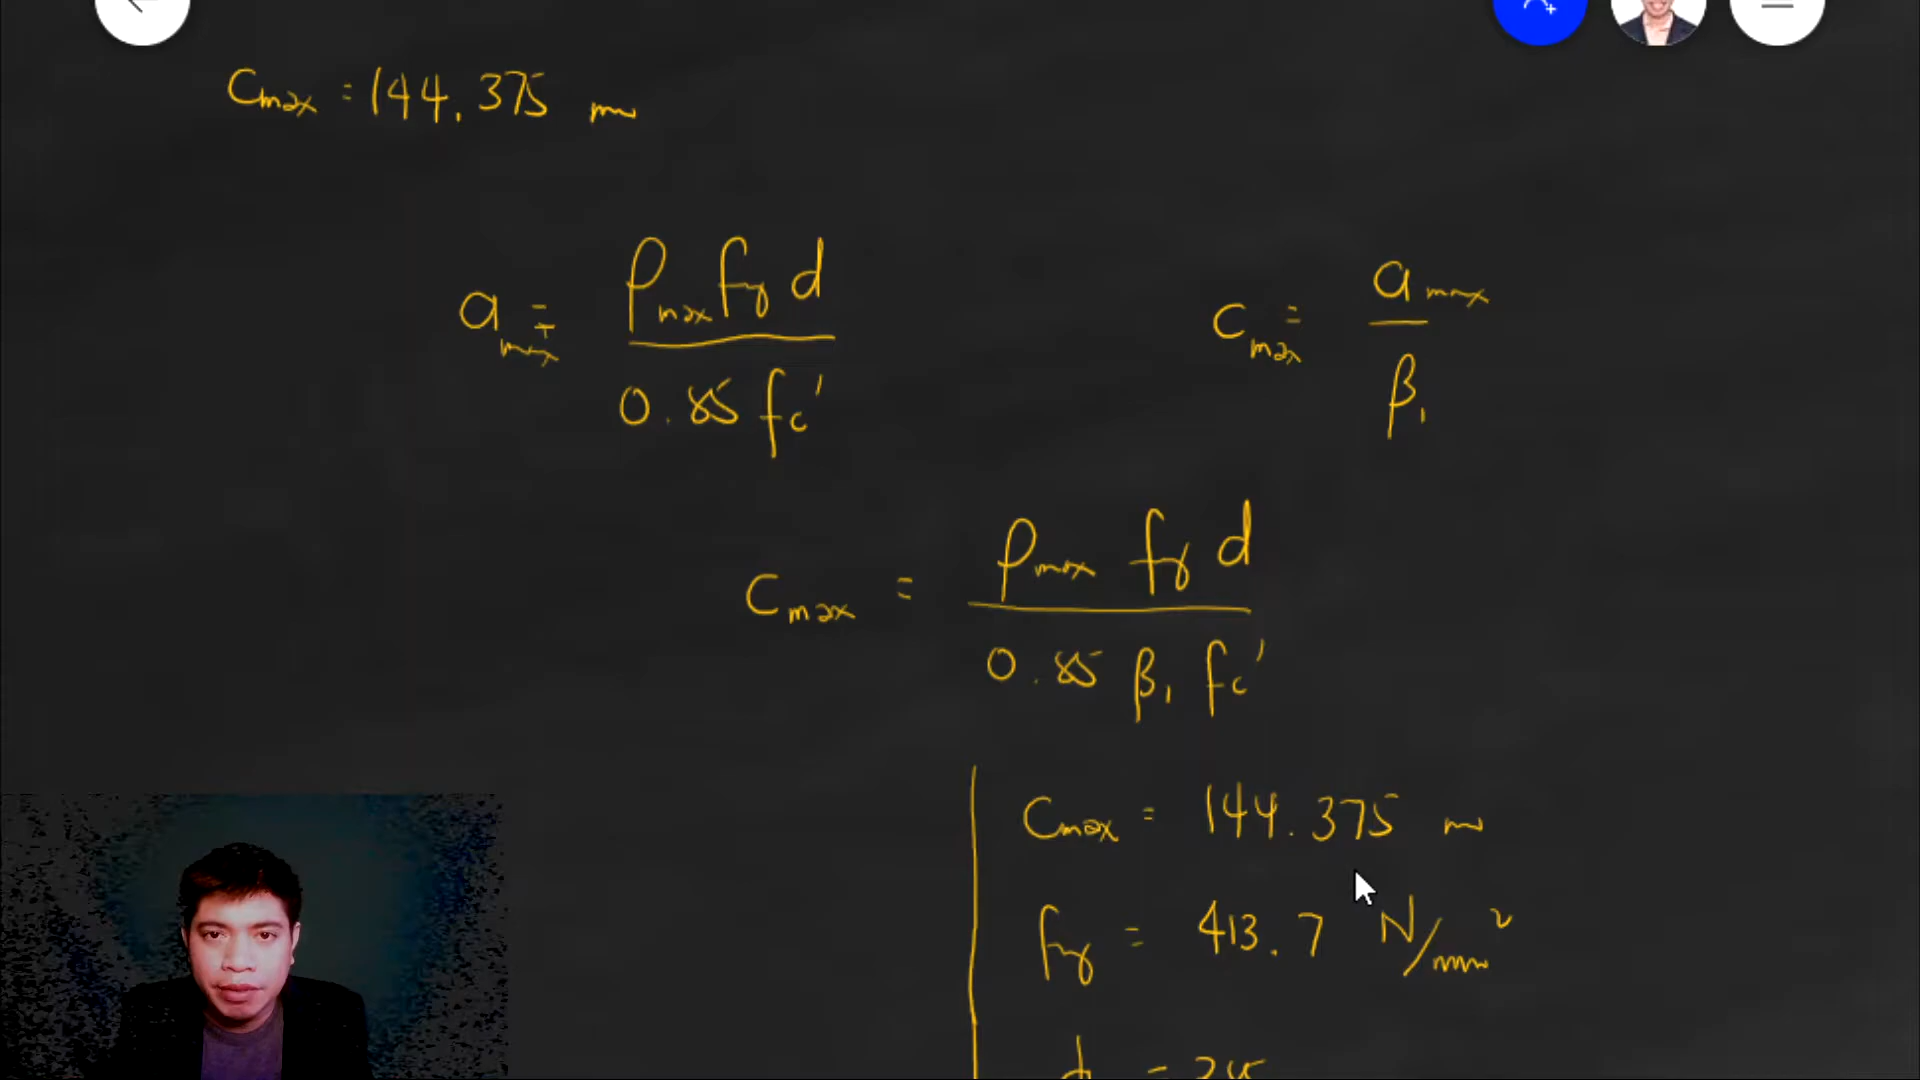 Cmax = 144.375 mm
amax = ρmax fy d / 0.85 fc'
cmax = amax / β1
Cmax = ρmax fy d / 0.85 β1 fc'
Cmax = 144.375 mm
fy = 413.7 N/mm²
d =